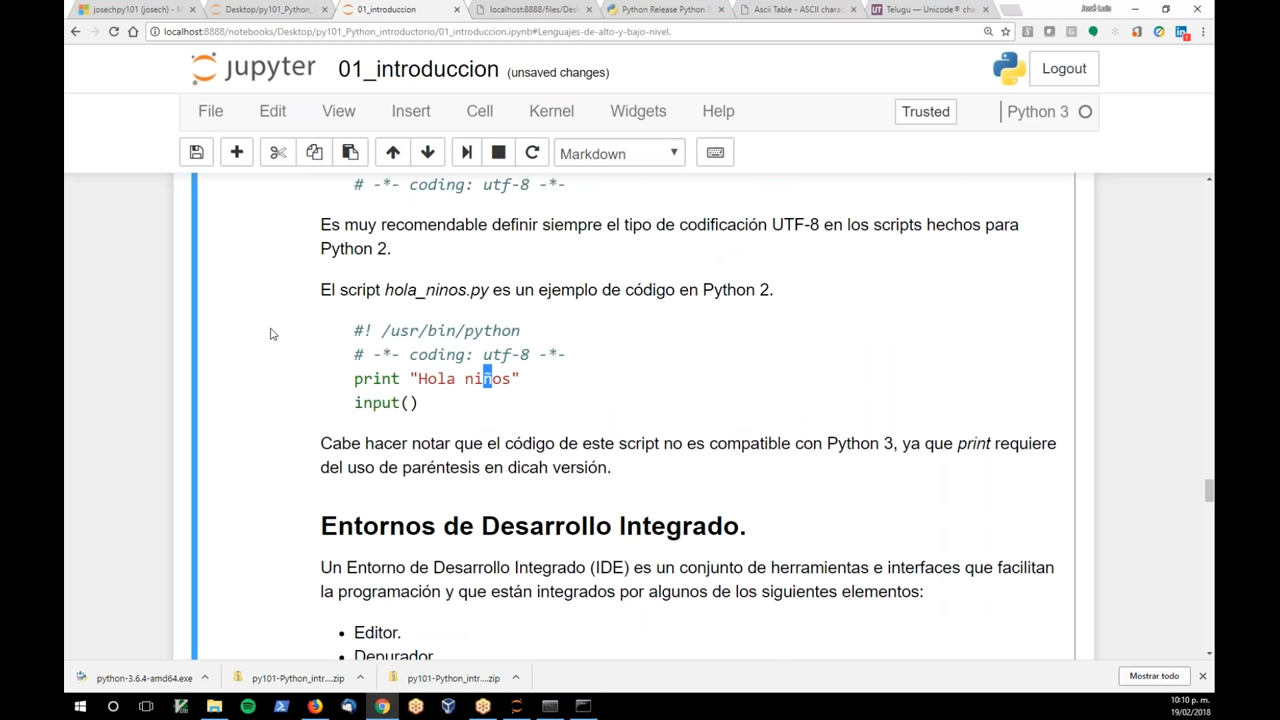 josechpy101 (josech) - M
Desktop/py101_Python_
01_introduccion
localhost:8888/files/Des
Python Release Python 3
Ascii Table - ASCII charac
Telugu — Unicode® cha
José Luis
localhost:8888/notebooks/Desktop/py101_Python_introductorio/01_introduccion.ipynb#Lenguajes-de-alto-y-bajo-nivel.
jupyter 01_introduccion (unsaved changes)
Logout
File Edit View Insert Cell Kernel Widgets Help
Trusted
Python 3
Markdown
# -*- coding: utf-8 -*-
Es muy recomendable definir siempre el tipo de codificación UTF-8 en los scripts hechos para
Python 2.
El script hola_ninos.py es un ejemplo de código en Python 2.
#! /usr/bin/python
# -*- coding: utf-8 -*-
print "Hola niños"
input()
Cabe hacer notar que el código de este script no es compatible con Python 3, ya que print requiere
del uso de paréntesis en dicah versión.
Entornos de Desarrollo Integrado.
Un Entorno de Desarrollo Integrado (IDE) es un conjunto de herramientas e interfaces que facilitan
la programación y que están integrados por algunos de los siguientes elementos:
• Editor.
• Depurador
python-3.6.4-amd64.exe
py101-Python_intr....zip
py101-Python_intr....zip
Mostrar todo
10:10 p. m.
19/02/2018